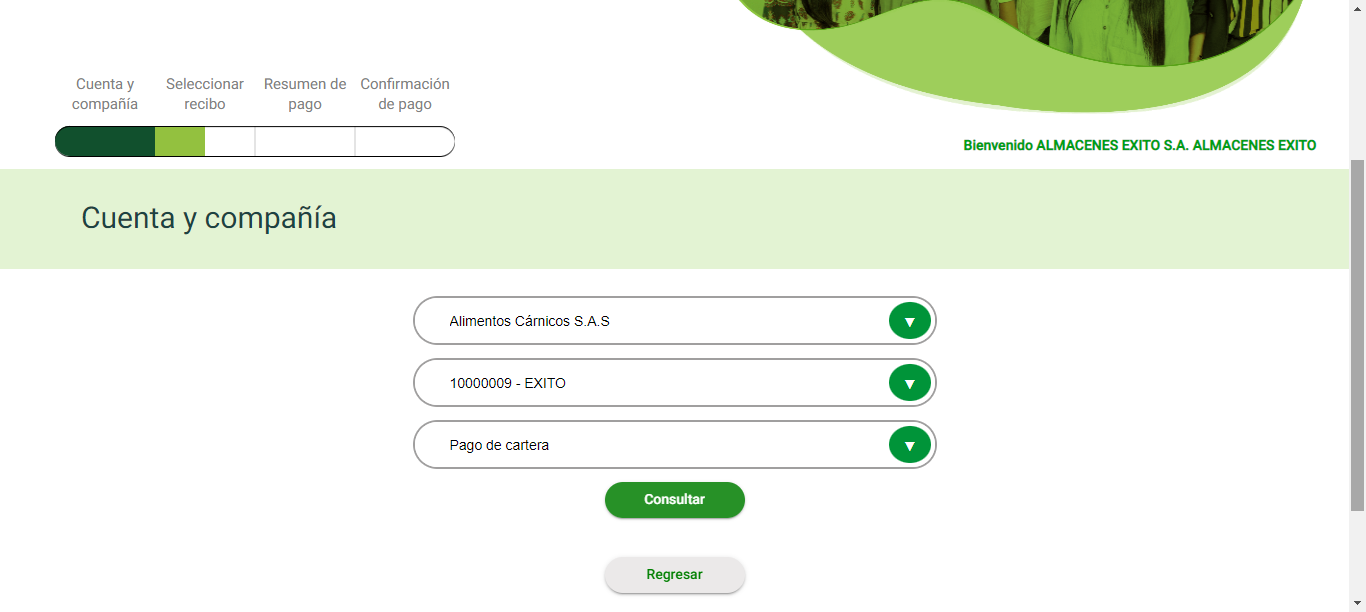 Cuenta y compañía
Seleccionar recibo
Resumen de pago
Confirmación de pago
Bienvenido ALMACENES EXITO S.A. ALMACENES EXITO
Cuenta y compañía
Alimentos Cárnicos S.A.S
10000009 - EXITO
Pago de cartera
Consultar
Regresar